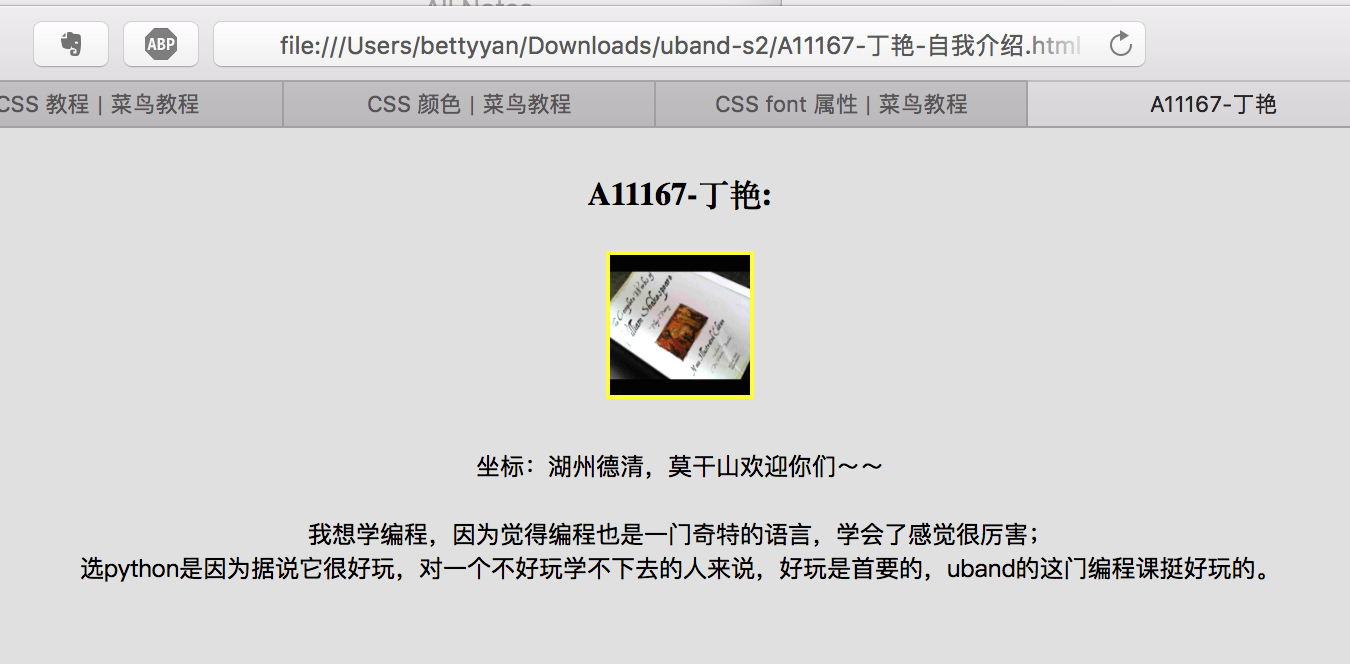 All Notes
ABP
file:///Users/bettyyan/Downloads/uband-s2/A11167-丁艳-自我介绍.html
CSS 教程 | 菜鸟教程
CSS 颜色 | 菜鸟教程
CSS font 属性 | 菜鸟教程
A11167-丁艳
A11167-丁艳:
The Complete Works of
William Shakespeare
坐标：湖州德清，莫干山欢迎你们～～
我想学编程，因为觉得编程也是一门奇特的语言，学会了感觉很厉害；
选python是因为据说它很好玩，对一个不好玩学不下去的人来说，好玩是首要的，uband的这门编程课挺好玩的。